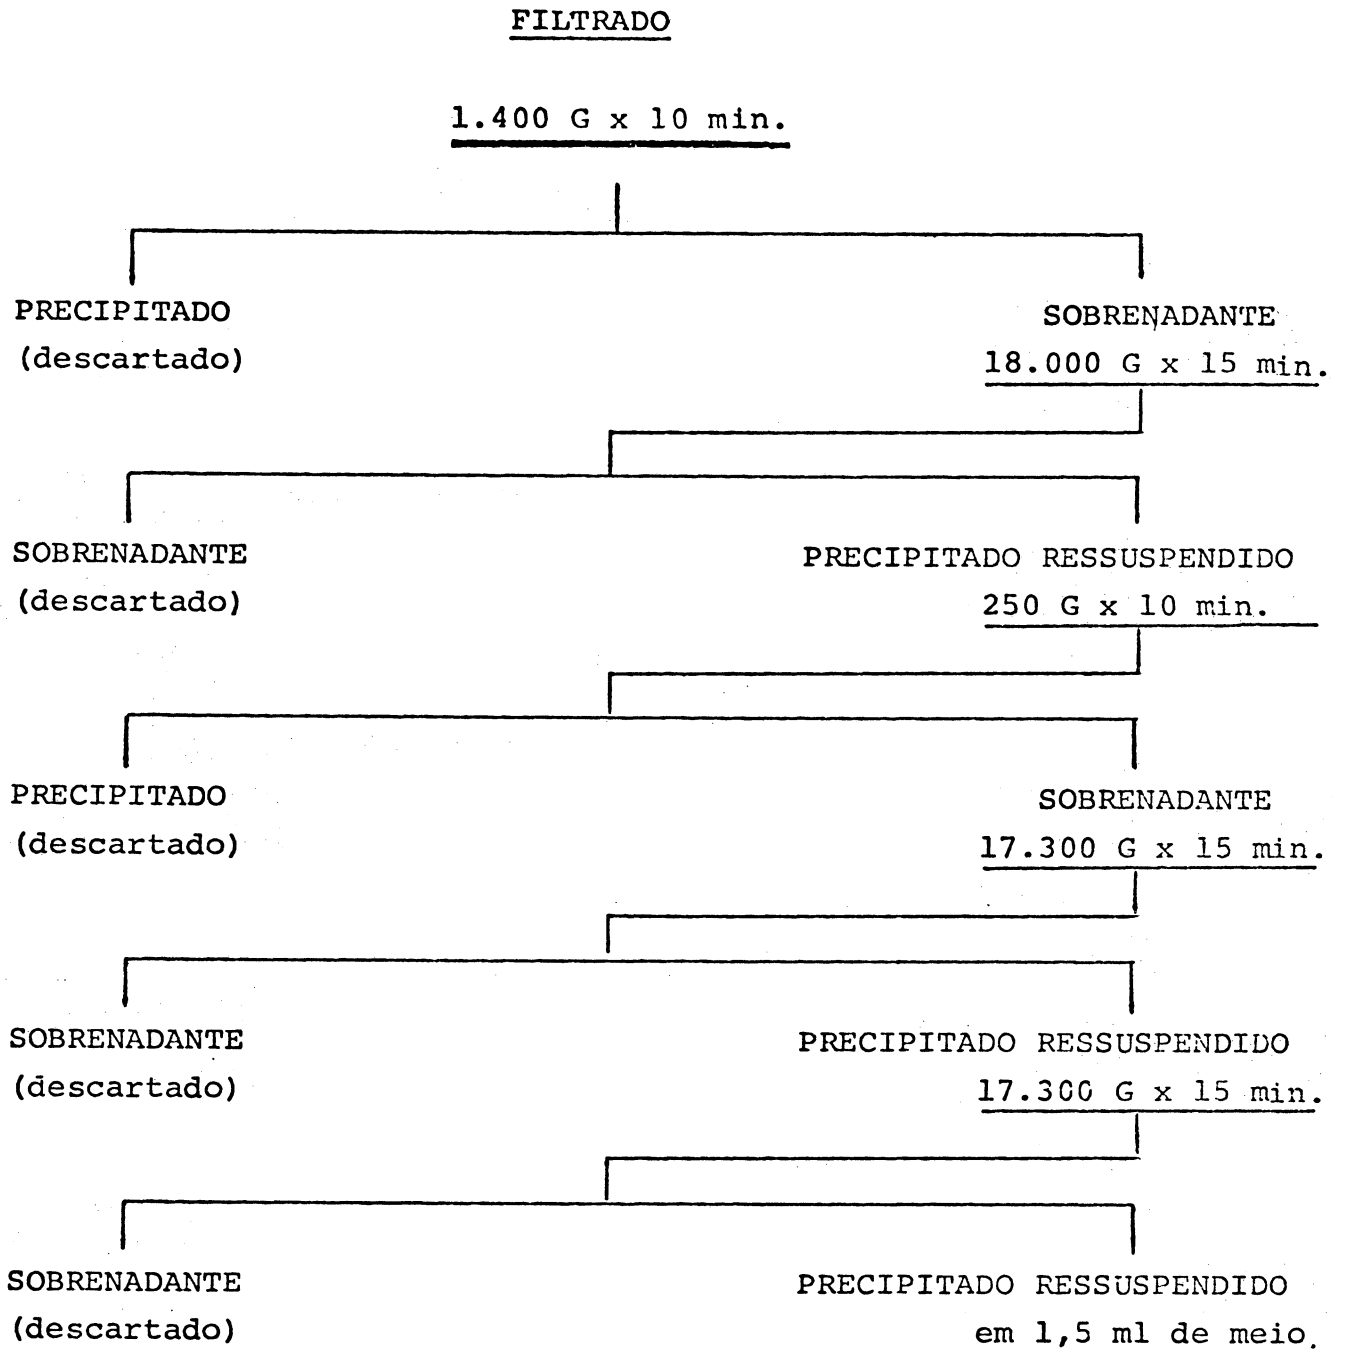 FILTRADO
1.400 G x 10 min.
PRECIPITADO
(descartado)
SOBRENADANTE
18.000 G x 15 min.
SOBRENADANTE
(descartado)
PRECIPITADO RESSUSPENDIDO
250 G x 10 min.
PRECIPITADO
(descartado)
SOBRENADANTE
17.300 G x 15 min.
SOBRENADANTE
(descartado)
PRECIPITADO RESSUSPENDIDO
17.300 G x 15 min.
SOBRENADANTE
(descartado)
PRECIPITADO RESSUSPENDIDO
em 1,5 ml de meio.